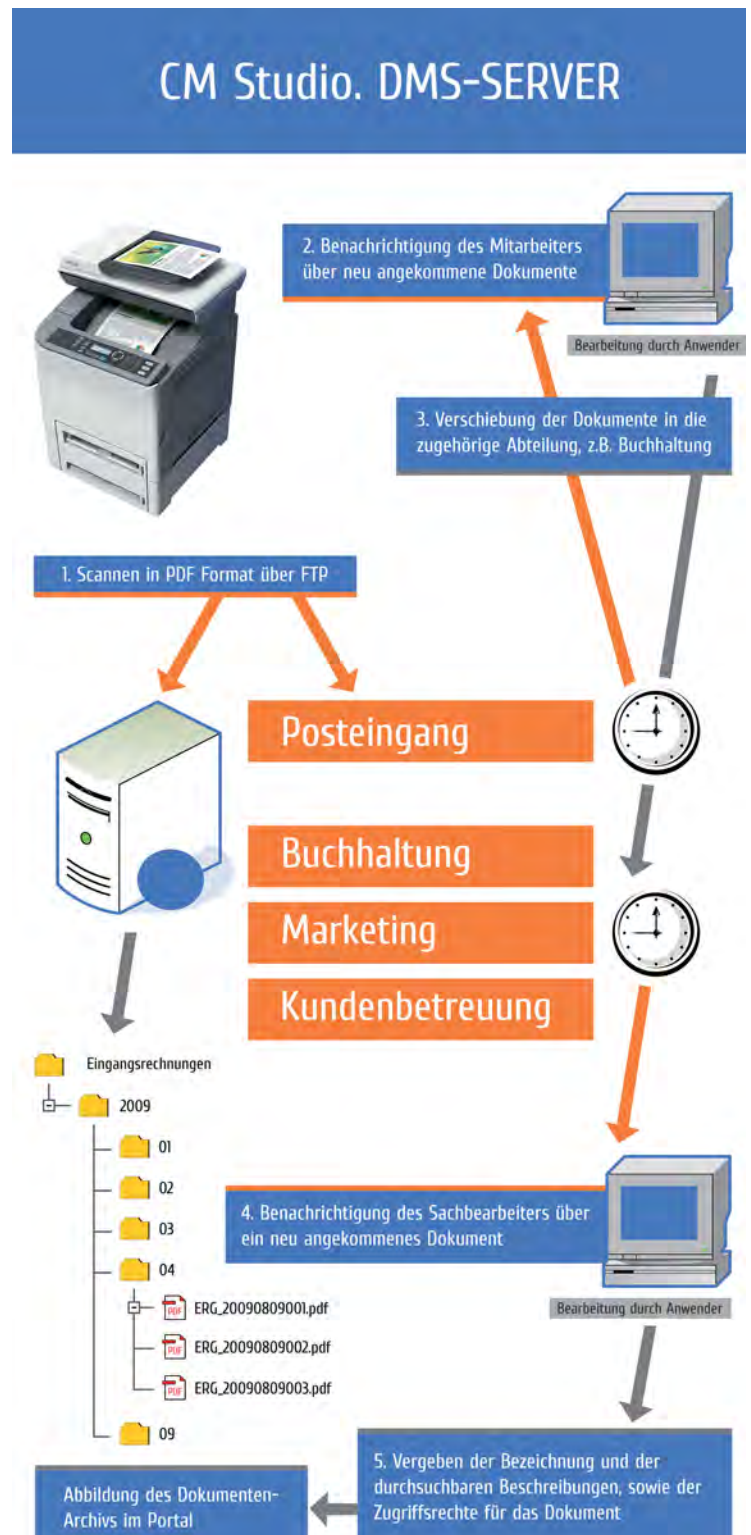 CM Studio. DMS-SERVER
2. Benachrichtigung des Mitarbeiters
über neu angekommene Dokumente
Bearbeitung durch Anwender
3. Verschiebung der Dokumente in die
zugehörige Abteilung, z.B. Buchhaltung
1. Scannen in PDF Format über FTP
Posteingang
Buchhaltung
Marketing
Kundenbetreuung
Eingangsrechnungen
2009
01
02
03
04
PDF ERG_20090809001.pdf
PDF ERG_20090809002.pdf
PDF ERG_20090809003.pdf
09
4. Benachrichtigung des Sachbearbeiters über
ein neu angekommenes Dokument
Bearbeitung durch Anwender
5. Vergeben der Bezeichnung und der
durchsuchbaren Beschreibungen, sowie der
Zugriffsrechte für das Dokument
Abbildung des Dokumenten-
Archivs im Portal